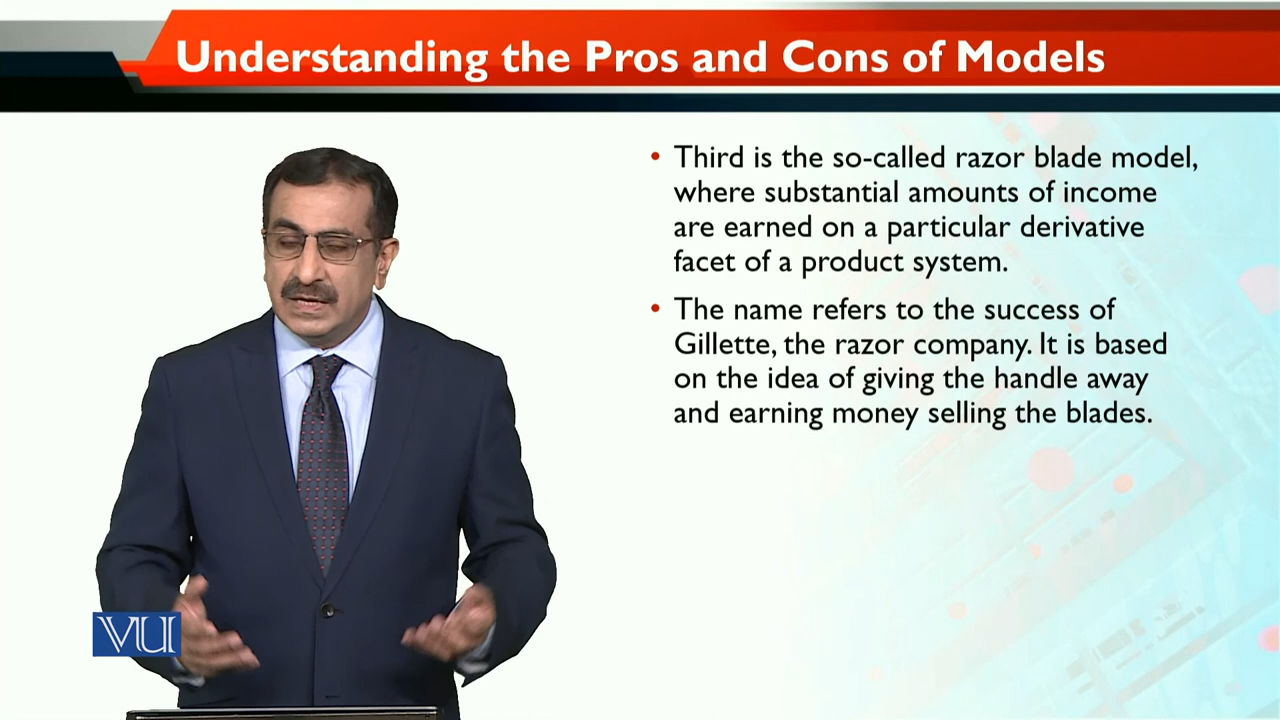 Understanding the Pros and Cons of Models
• Third is the so-called razor blade model,
where substantial amounts of income
are earned on a particular derivative
facet of a product system.
• The name refers to the success of
Gillette, the razor company. It is based
on the idea of giving the handle away
and earning money selling the blades.
VU